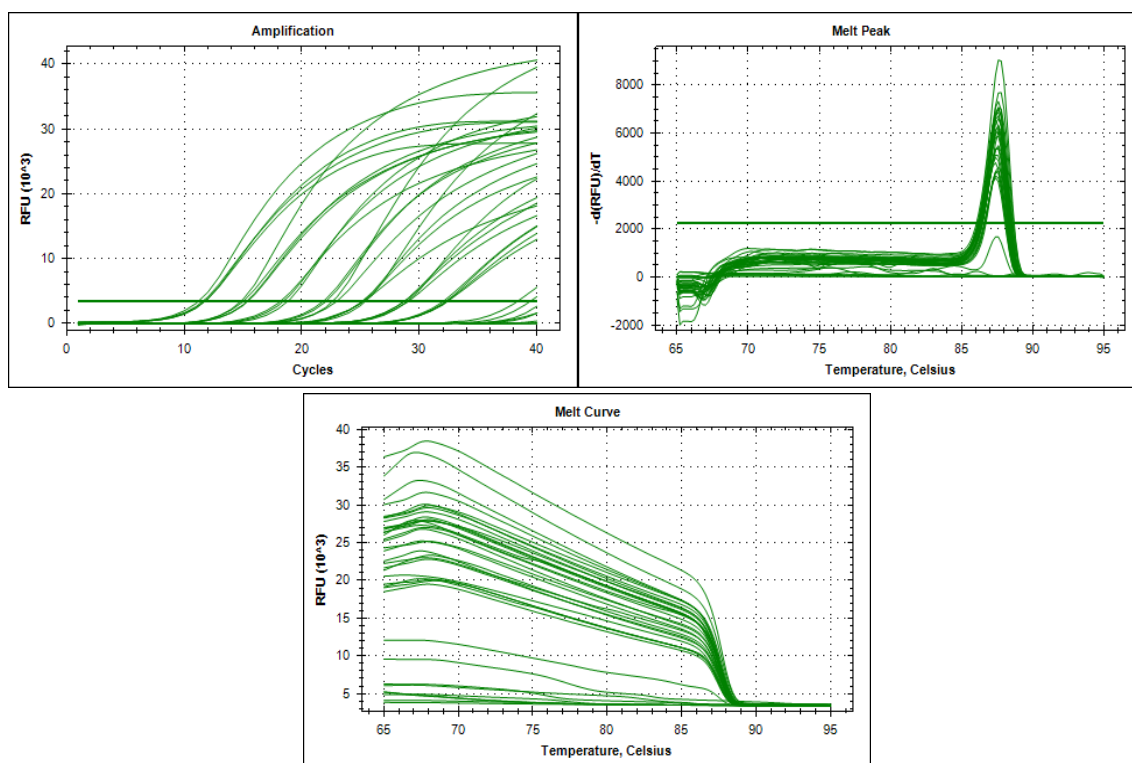 Amplification
RFU (10^3)
40
30
20
10
0
0 10 20 30 40
Cycles
Melt Peak
-d(RFU)/dT
8000
6000
4000
2000
0
-2000
65 70 75 80 85 90 95
Temperature, Celsius
Melt Curve
RFU (10^3)
40
35
30
25
20
15
10
5
65 70 75 80 85 90 95
Temperature, Celsius